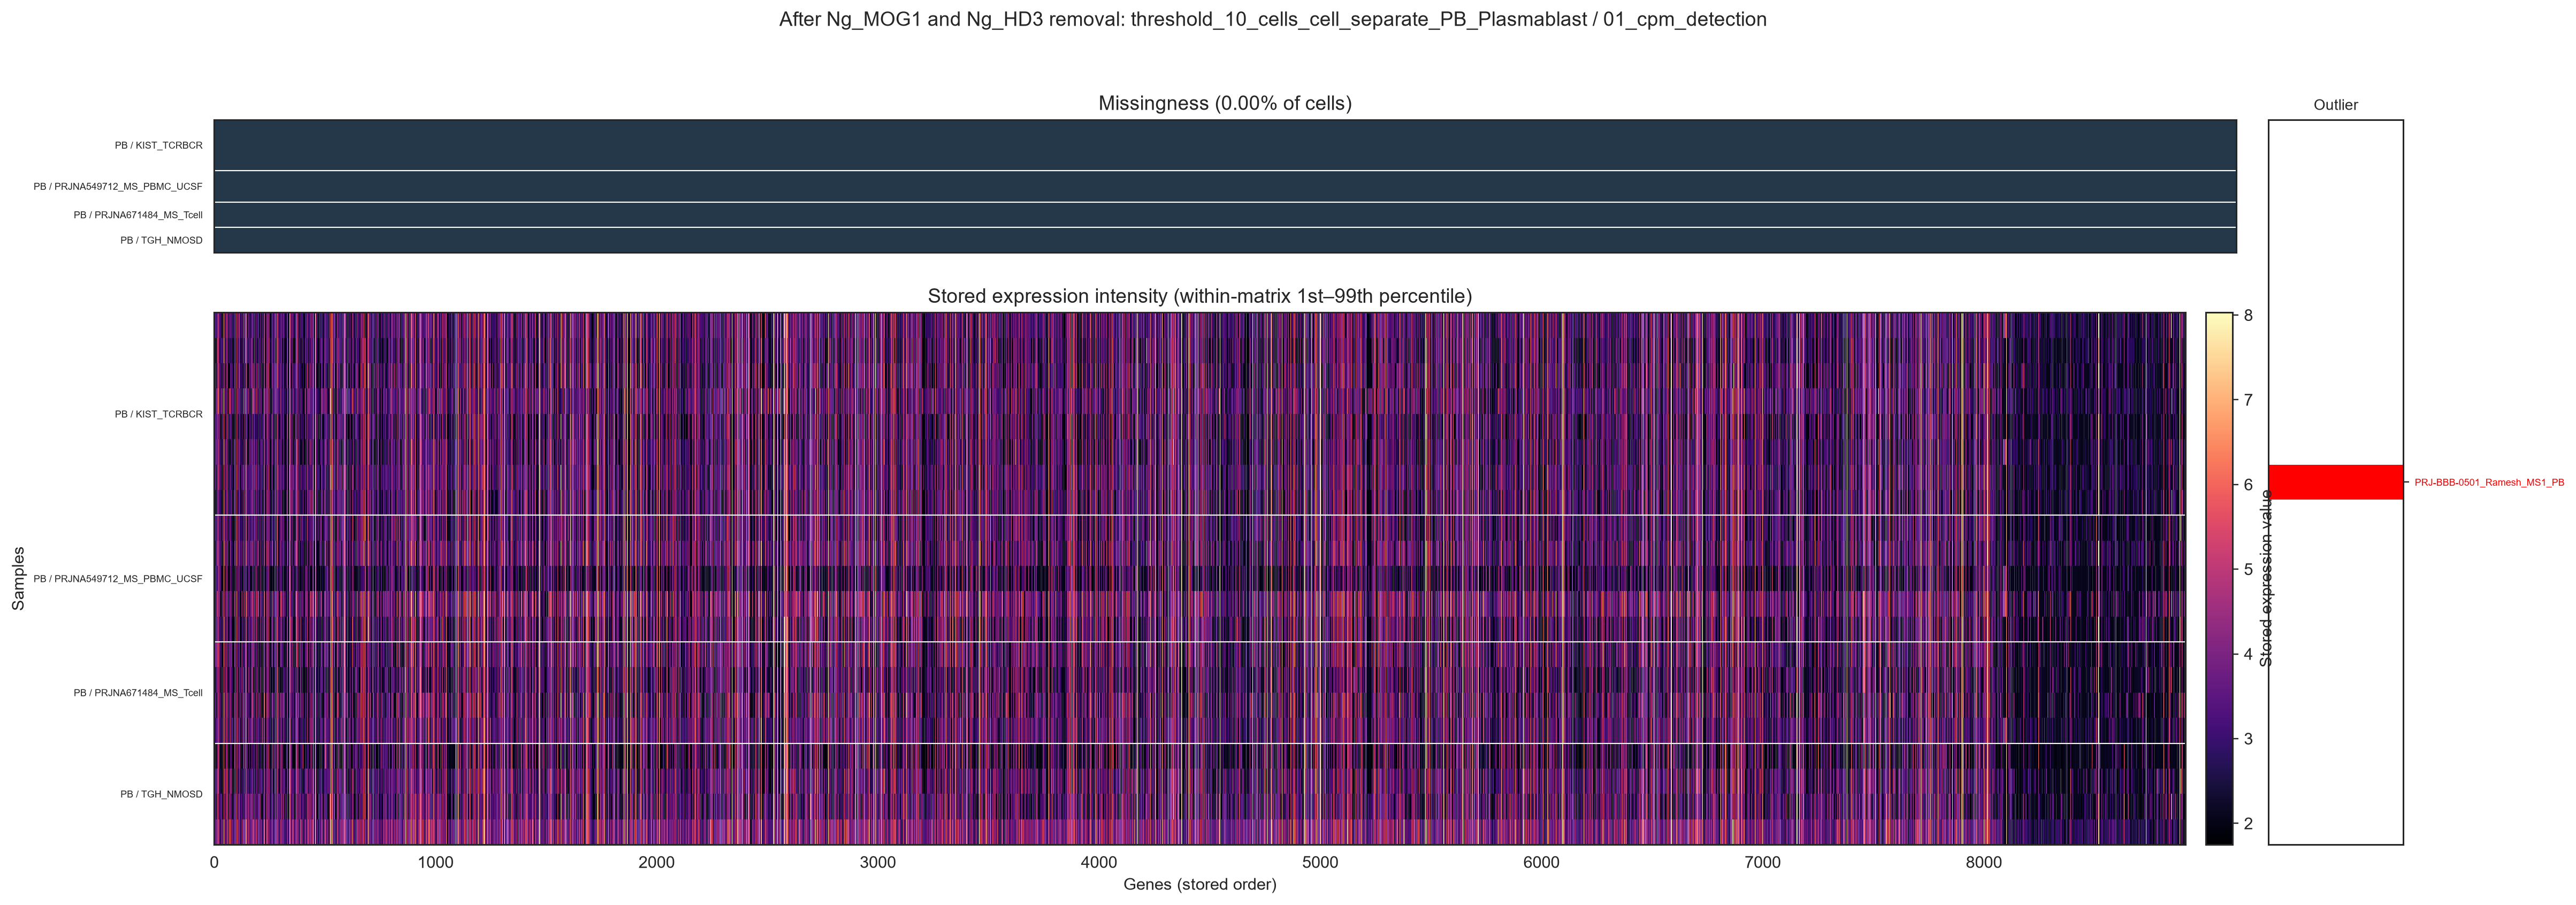 After Ng_MOG1 and Ng_HD3 removal: threshold_10_cells_cell_separate_PB_Plasmablast / 01_cpm_detection
Missingness (0.00% of cells)
Outlier
PB / KIST_TCRBCR
PB / PRJNA549712_MS_PBMC_UCSF
PB / PRJNA671484_MS_Tcell
PB / TGH_NMOSD
Stored expression intensity (within-matrix 1st–99th percentile)
Samples
PB / KIST_TCRBCR
PB / PRJNA549712_MS_PBMC_UCSF
PB / PRJNA671484_MS_Tcell
PB / TGH_NMOSD
8
7
6
5
4
3
2
Stored expression value
PRJ-BBB-0501_Ramesh_MS1_PB
0 1000 2000 3000 4000 5000 6000 7000 8000
Genes (stored order)